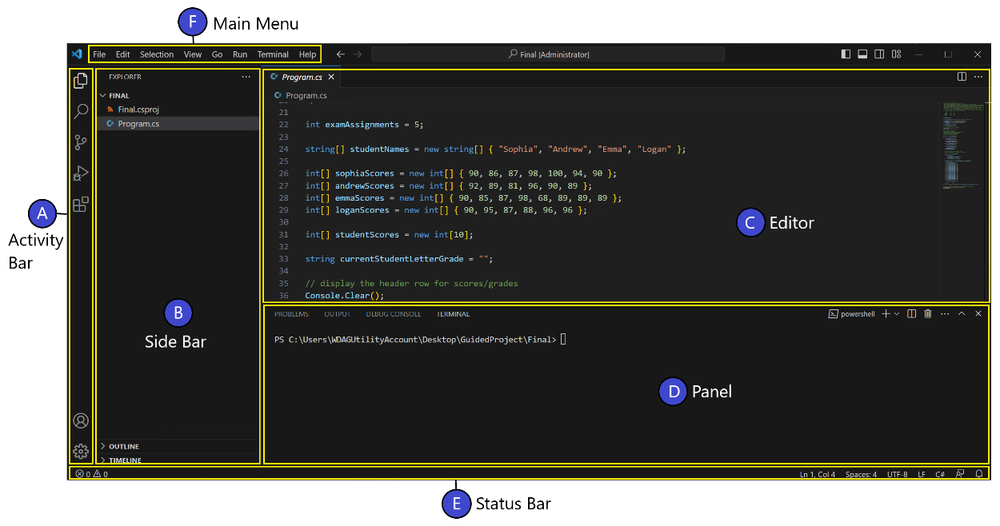 F Main Menu
File Edit Selection View Go Run Terminal Help
Final [Administrator]
A
Activity
Bar
EXPLORER
FINAL
Final.csproj
Program.cs
B
Side Bar
OUTLINE
TIMELINE
Program.cs
Program.cs
21
22 int examAssignments = 5;
23
24 string[] studentNames = new string[] { "Sophia", "Andrew", "Emma", "Logan" };
25
26 int[] sophiaScores = new int[] { 90, 86, 87, 98, 100, 94, 90 };
27 int[] andrewScores = new int[] { 92, 89, 81, 96, 90, 89 };
28 int[] emmaScores = new int[] { 90, 85, 87, 98, 68, 89, 89, 89 };
29 int[] loganScores = new int[] { 90, 95, 87, 88, 96, 96 };
30
31 int[] studentScores = new int[10];
32
33 string currentStudentLetterGrade = "";
34
35 // display the header row for scores/grades
36 Console.Clear();
C Editor
PROBLEMS OUTPUT DEBUG CONSOLE TERMINAL powershell
PS C:\Users\WDAGUtilityAccount\Desktop\GuidedProject\Final>
D Panel
0 0 Ln 1, Col 4 Spaces: 4 UTF-8 LF C#
E Status Bar